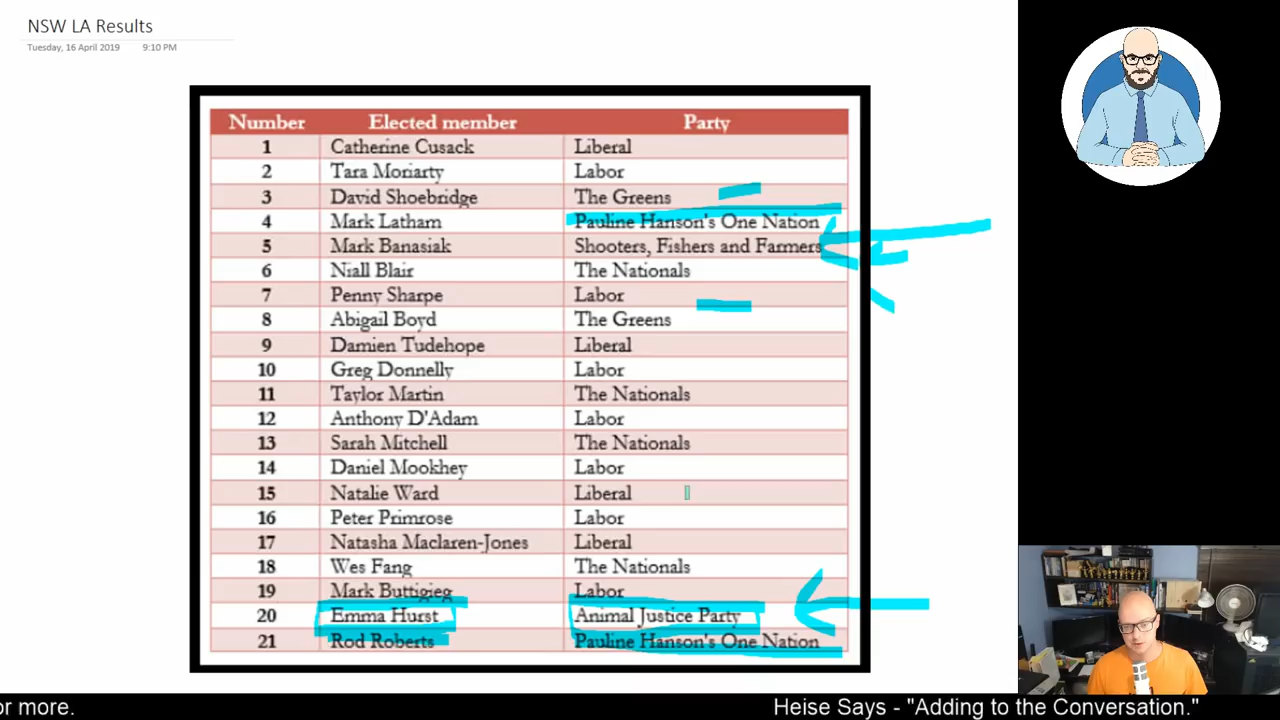 NSW LA Results
Tuesday, 16 April 2019 9:10 PM
Number Elected member Party
1 Catherine Cusack Liberal
2 Tara Moriarty Labor
3 David Shoebridge The Greens
4 Mark Latham Pauline Hanson's One Nation
5 Mark Banasiak Shooters, Fishers and Farmers
6 Niall Blair The Nationals
7 Penny Sharpe Labor
8 Abigail Boyd The Greens
9 Damien Tudehope Liberal
10 Greg Donnelly Labor
11 Taylor Martin The Nationals
12 Anthony D'Adam Labor
13 Sarah Mitchell The Nationals
14 Daniel Mookhey Labor
15 Natalie Ward Liberal
16 Peter Primrose Labor
17 Natasha Maclaren-Jones Liberal
18 Wes Fang The Nationals
19 Mark Buttigieg Labor
20 Emma Hurst Animal Justice Party
21 Rod Roberts Pauline Hanson's One Nation
or more. Heise Says - "Adding to the Conversation."